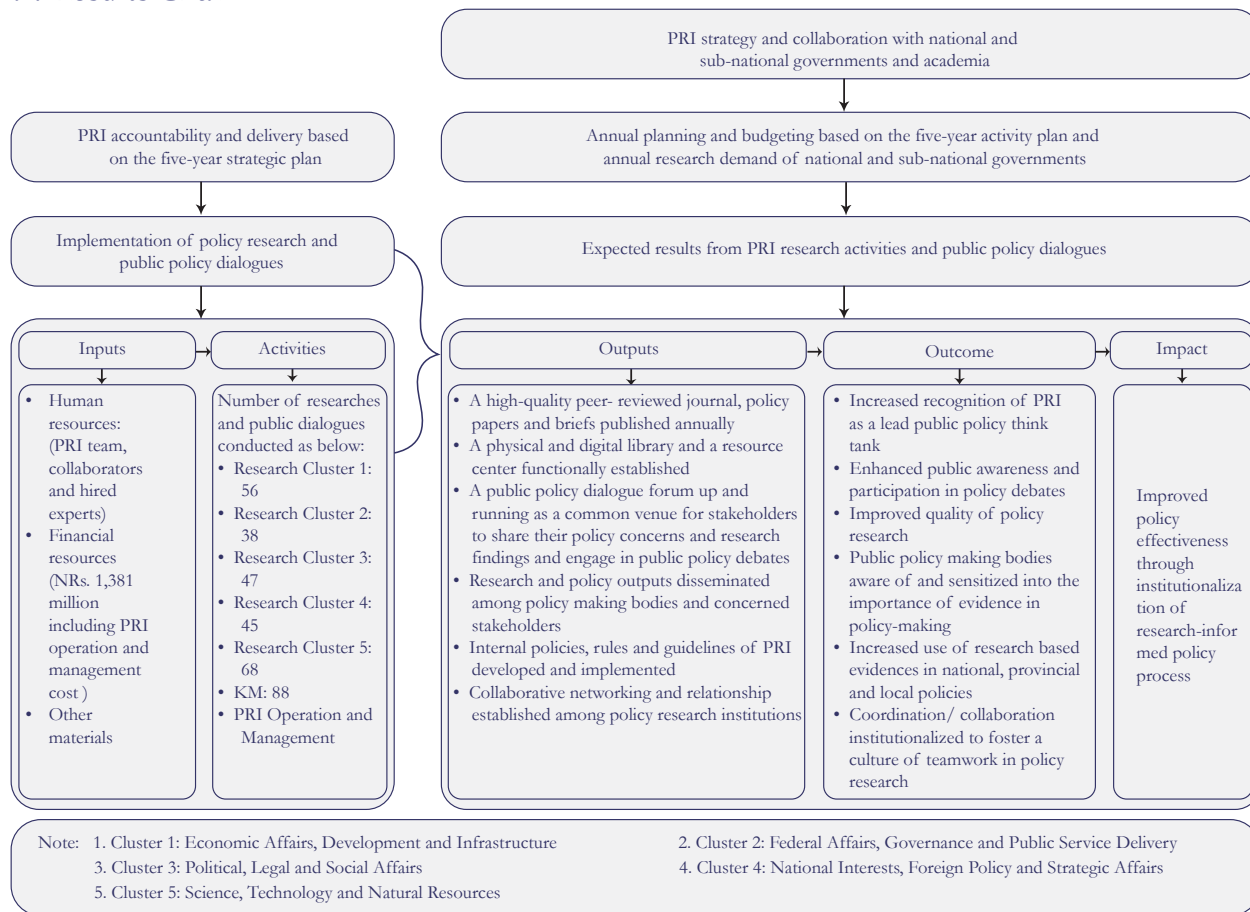 PRI strategy and collaboration with national and
sub-national governments and academia
PRI accountability and delivery based
on the five-year strategic plan
Annual planning and budgeting based on the five-year activity plan and
annual research demand of national and sub-national governments
Implementation of policy research and
public policy dialogues
Expected results from PRI research activities and public policy dialogues
Inputs
Activities
Outputs
Outcome
Impact
• Human
resources:
(PRI team,
collaborators
and hired
experts)
• Financial
resources
(NRs. 1,381
million
including PRI
operation and
management
cost )
• Other
materials
Number of researches
and public dialogues
conducted as below:
• Research Cluster 1:
56
• Research Cluster 2:
38
• Research Cluster 3:
47
• Research Cluster 4:
45
• Research Cluster 5:
68
• KM: 88
• PRI Operation and
Management
• A high-quality peer- reviewed journal, policy
papers and briefs published annually
• A physical and digital library and a resource
center functionally established
• A public policy dialogue forum up and
running as a common venue for stakeholders
to share their policy concerns and research
findings and engage in public policy debates
• Research and policy outputs disseminated
among policy making bodies and concerned
stakeholders
• Internal policies, rules and guidelines of PRI
developed and implemented
• Collaborative networking and relationship
established among policy research institutions
• Increased recognition of PRI
as a lead public policy think
tank
• Enhanced public awareness and
participation in policy debates
• Improved quality of policy
research
• Public policy making bodies
aware of and sensitized into the
importance of evidence in
policy-making
• Increased use of research based
evidences in national, provincial
and local policies
• Coordination/ collaboration
institutionalized to foster a
culture of teamwork in policy
research
Improved
policy
effectiveness
through
institutionaliza
tion of
research-infor
med policy
process
Note: 1. Cluster 1: Economic Affairs, Development and Infrastructure
2. Cluster 2: Federal Affairs, Governance and Public Service Delivery
3. Cluster 3: Political, Legal and Social Affairs
4. Cluster 4: National Interests, Foreign Policy and Strategic Affairs
5. Cluster 5: Science, Technology and Natural Resources